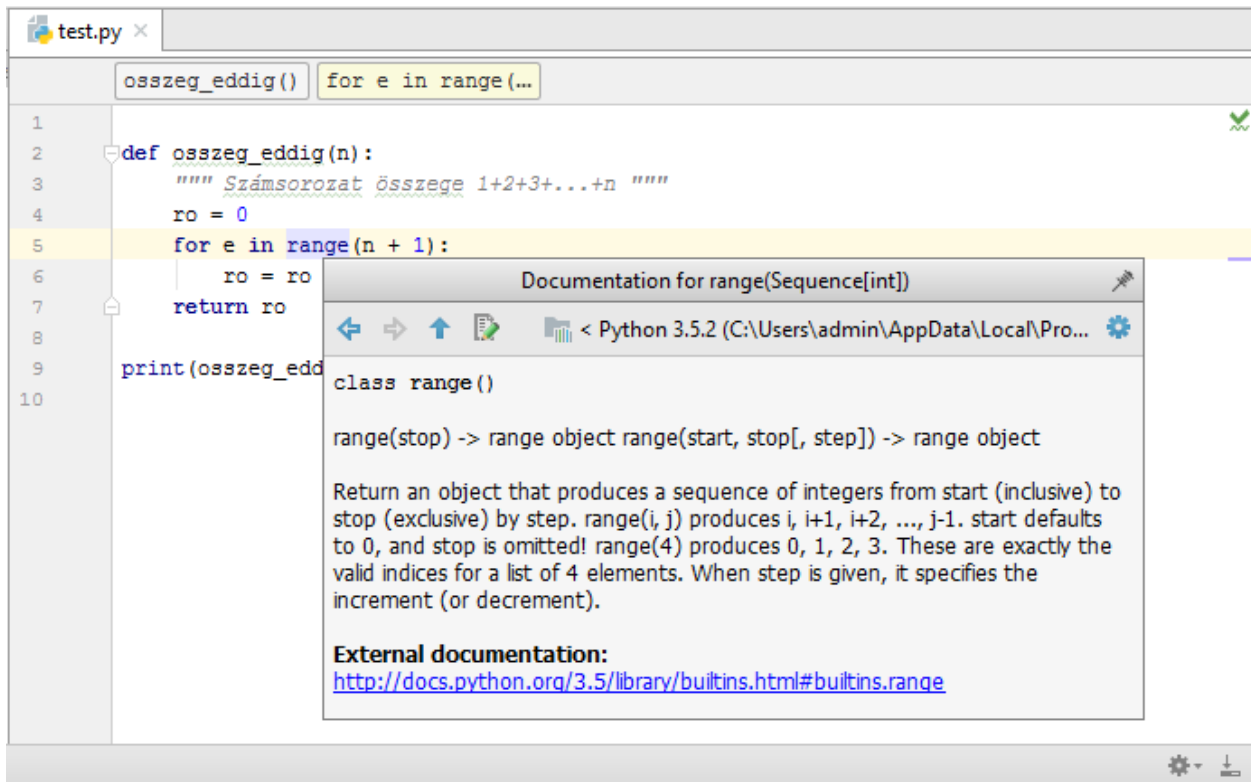 test.py
osszeg_eddig() for e in range(…
1
2 def osszeg_eddig(n):
3 """ Számsorozat összege 1+2+3+...+n """
4 ro = 0
5 for e in range(n + 1):
6 ro = ro
7 return ro
8
9 print(osszeg_edd
10
Documentation for range(Sequence[int])
< Python 3.5.2 (C:\Users\admin\AppData\Local\Pro...
class range()
range(stop) -> range object range(start, stop[, step]) -> range object
Return an object that produces a sequence of integers from start (inclusive) to
stop (exclusive) by step. range(i, j) produces i, i+1, i+2, ..., j-1. start defaults
to 0, and stop is omitted! range(4) produces 0, 1, 2, 3. These are exactly the
valid indices for a list of 4 elements. When step is given, it specifies the
increment (or decrement).
External documentation:
http://docs.python.org/3.5/library/builtins.html#builtins.range